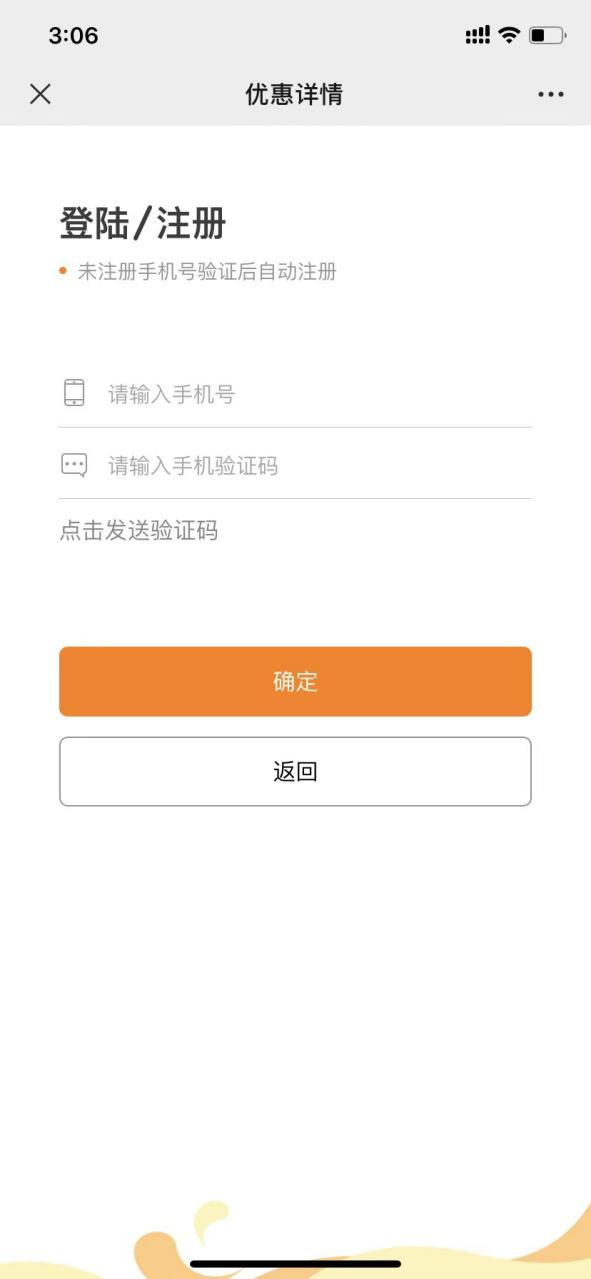 3:06
优惠详情
登陆/注册
未注册手机号验证后自动注册
请输入手机号
请输入手机验证码
点击发送验证码
确定
返回